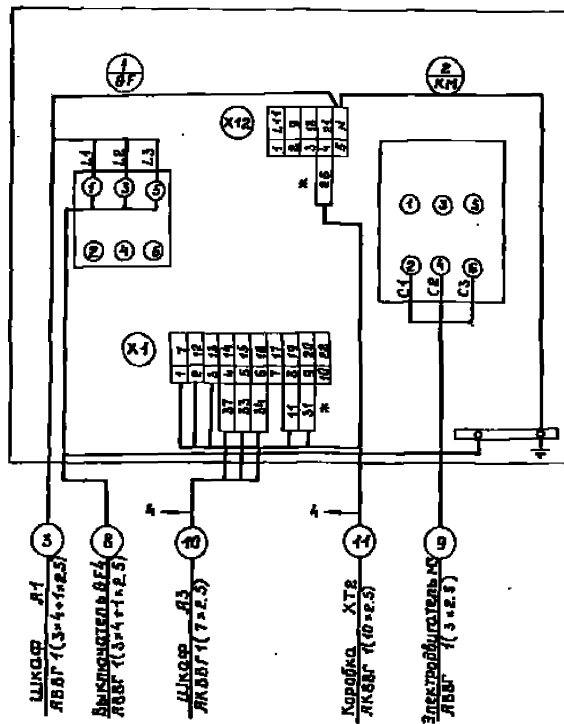 1
QF
2
KM
X12
L11 9 18 21 N
1 2 3 4 5
* 26
L1 L2 L3
1 3 5
2 4 6
1 3 5
2 4 6
C1 C2 C3
X1
7 12 13 14 15 16 17 19 20 22
1 2 3 4 5 6 7 8 9 10
37 33 34 11 31 *
4 4
3 8 10 11 9
Шкаф А1
АВВГ 1(3×4+1×2.5)
Выключатель QF4
АВВГ 1(3×4+1×2.5)
Шкаф А3
АКВВГ 1(7×2.5)
Коробка XT2
АКВВГ 1(10×2.5)
Электродвигатель М3
АВВГ 1(3×2.5)